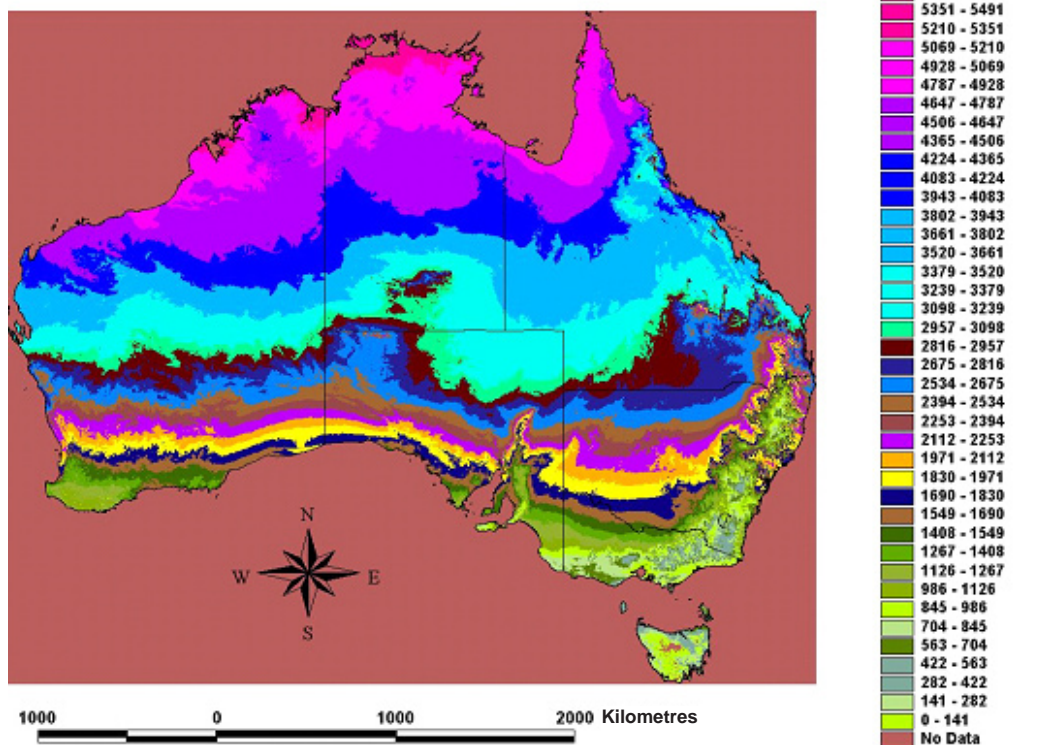 5351 - 5491
5210 - 5351
5069 - 5210
4928 - 5069
4787 - 4928
4647 - 4787
4506 - 4647
4365 - 4506
4224 - 4365
4083 - 4224
3943 - 4083
3802 - 3943
3661 - 3802
3520 - 3661
3379 - 3520
3239 - 3379
3098 - 3239
2957 - 3098
2816 - 2957
2675 - 2816
2534 - 2675
2394 - 2534
2253 - 2394
2112 - 2253
1971 - 2112
1830 - 1971
1690 - 1830
1549 - 1690
1408 - 1549
1267 - 1408
1126 - 1267
986 - 1126
845 - 986
704 - 845
563 - 704
422 - 563
282 - 422
141 - 282
0 - 141
No Data
N
W E
S
1000 0 1000 2000 Kilometres